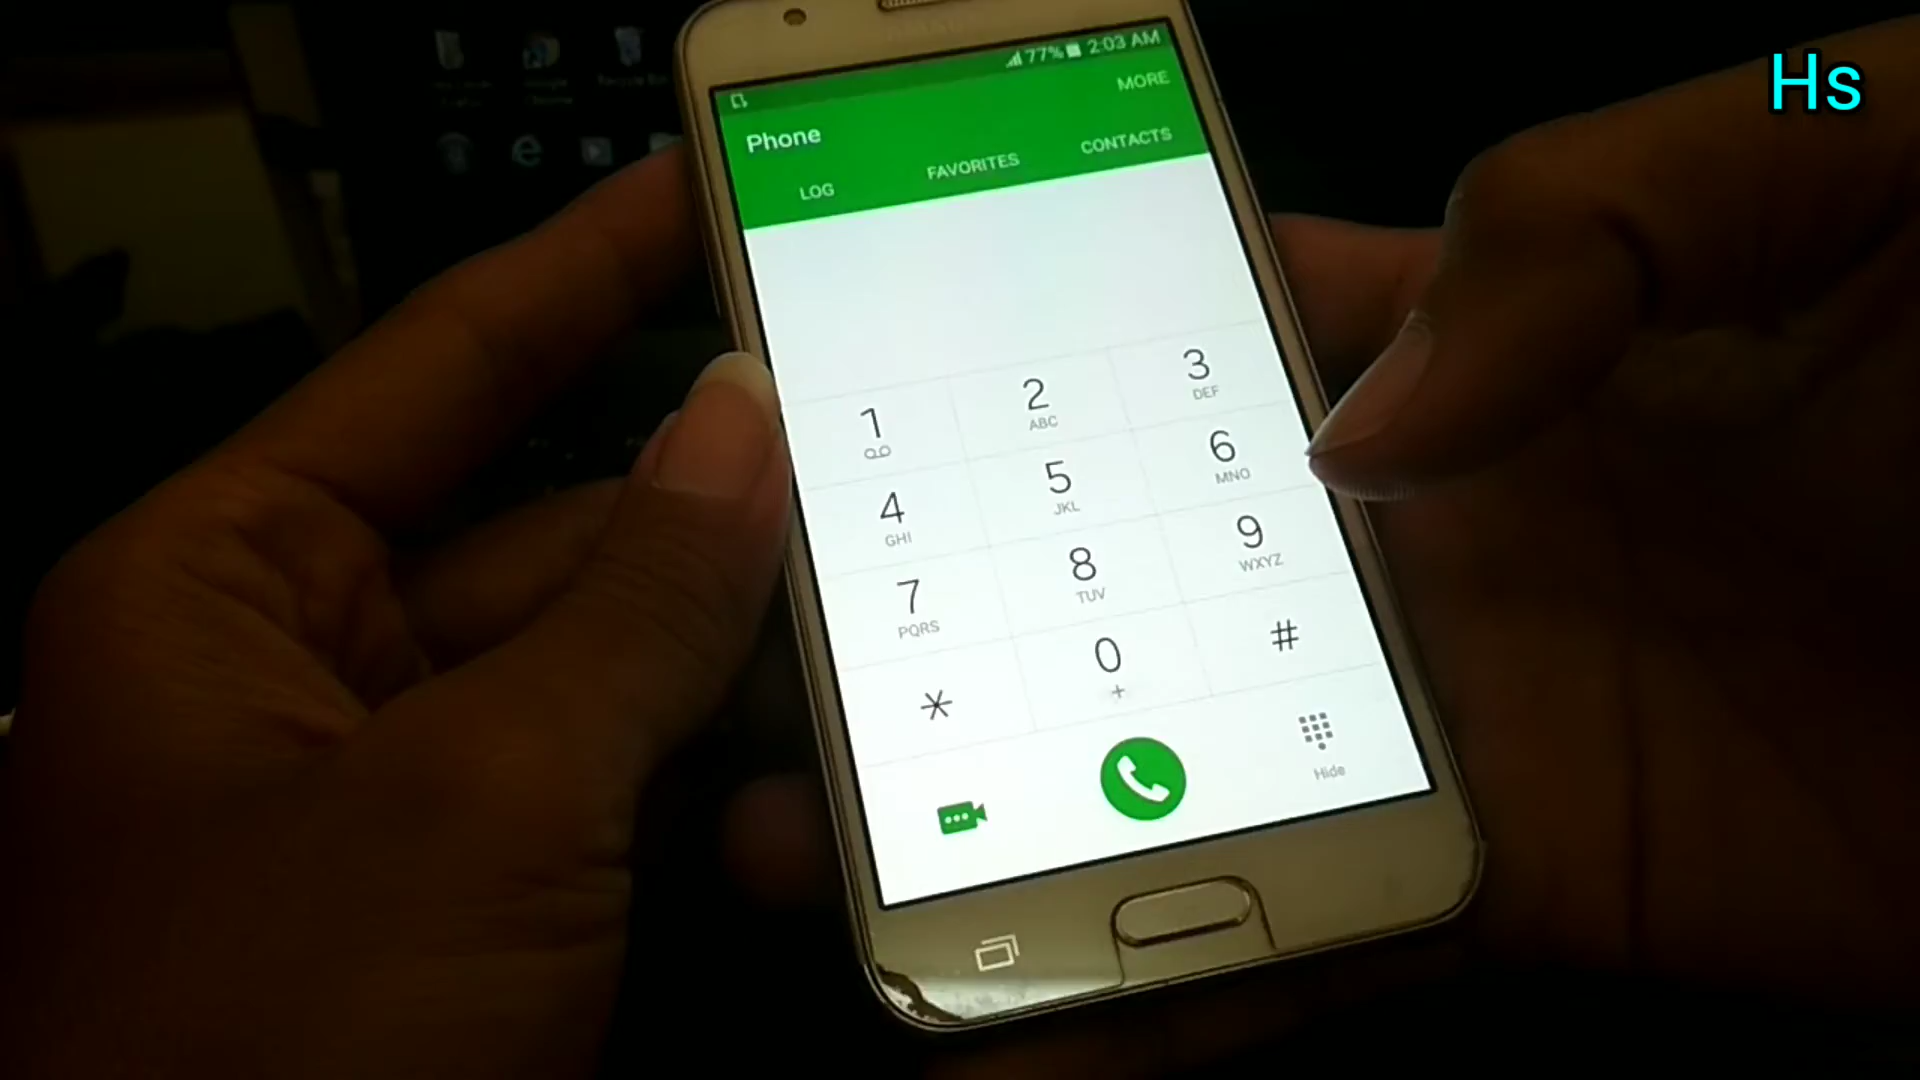 Hs
77% 2:03 AM
MORE
Phone
LOG FAVORITES CONTACTS
1 2 3
ABC DEF
4 5 6
GHI JKL MNO
7 8 9
PQRS TUV WXYZ
* 0 #
+
Hide